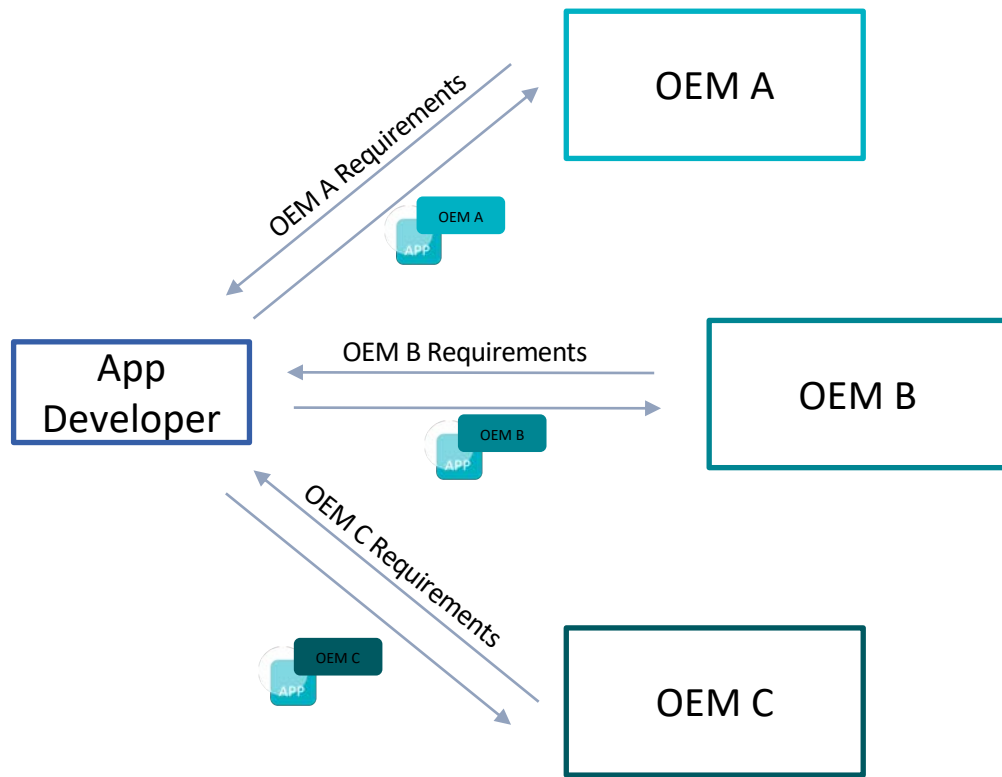 OEM A
OEM A Requirements
OEM A
APP
OEM B Requirements
App
Developer
OEM B
OEM B
APP
OEM C Requirements
OEM C
APP
OEM C